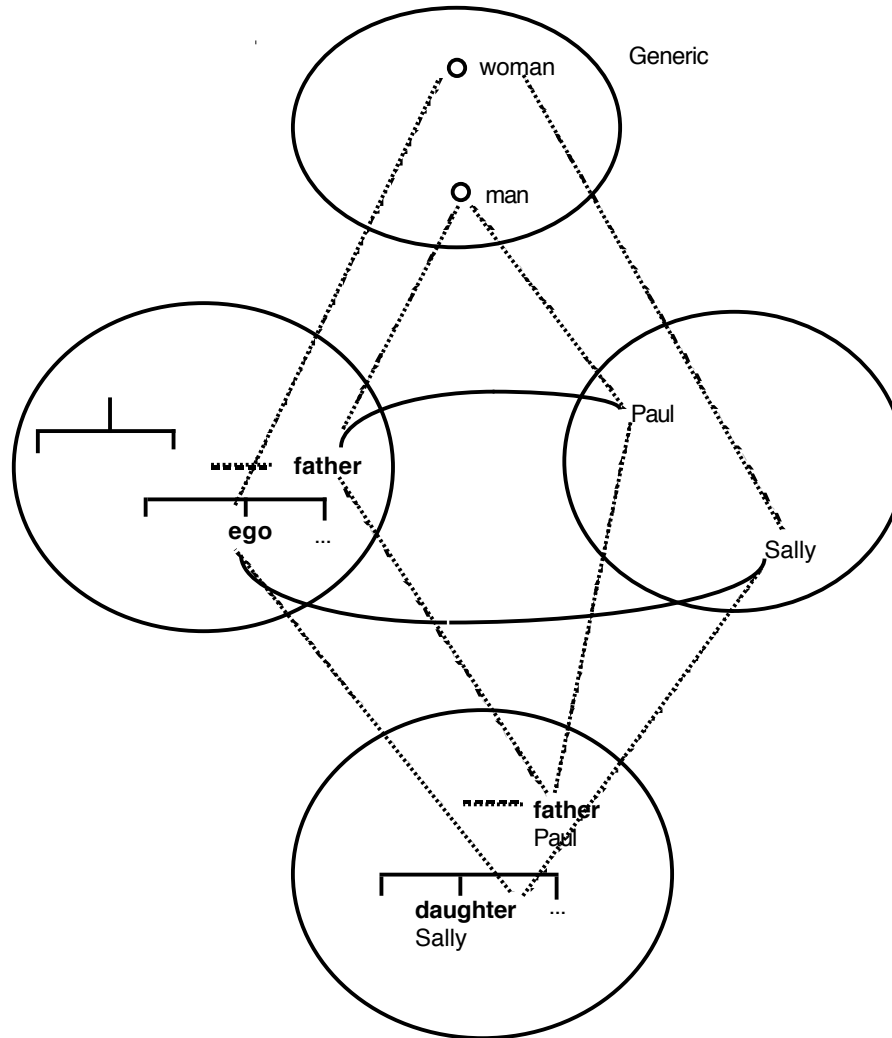 woman
Generic
man
Paul
father
ego
...
Sally
father
Paul
daughter
...
Sally